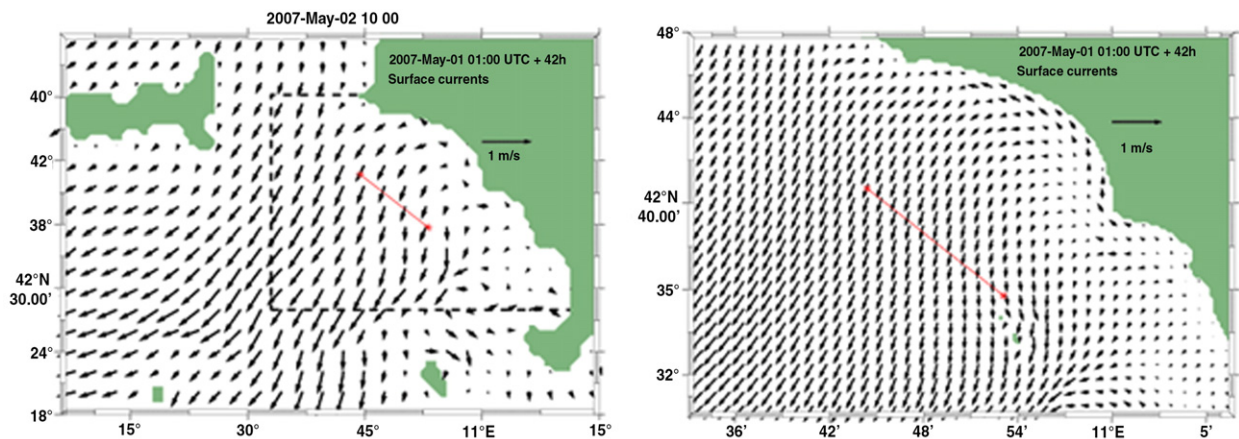 2007-May-02 10 00
2007-May-01 01:00 UTC + 42h
Surface currents
1 m/s
40°
42°
38°
42°N
30.00'
24°
18°
15°
30°
45°
11°E
15°
2007-May-01 01:00 UTC + 42h
Surface currents
1 m/s
48°
44°
42°N
40.00'
35°
32°
36'
42'
48'
54'
11°E
5'